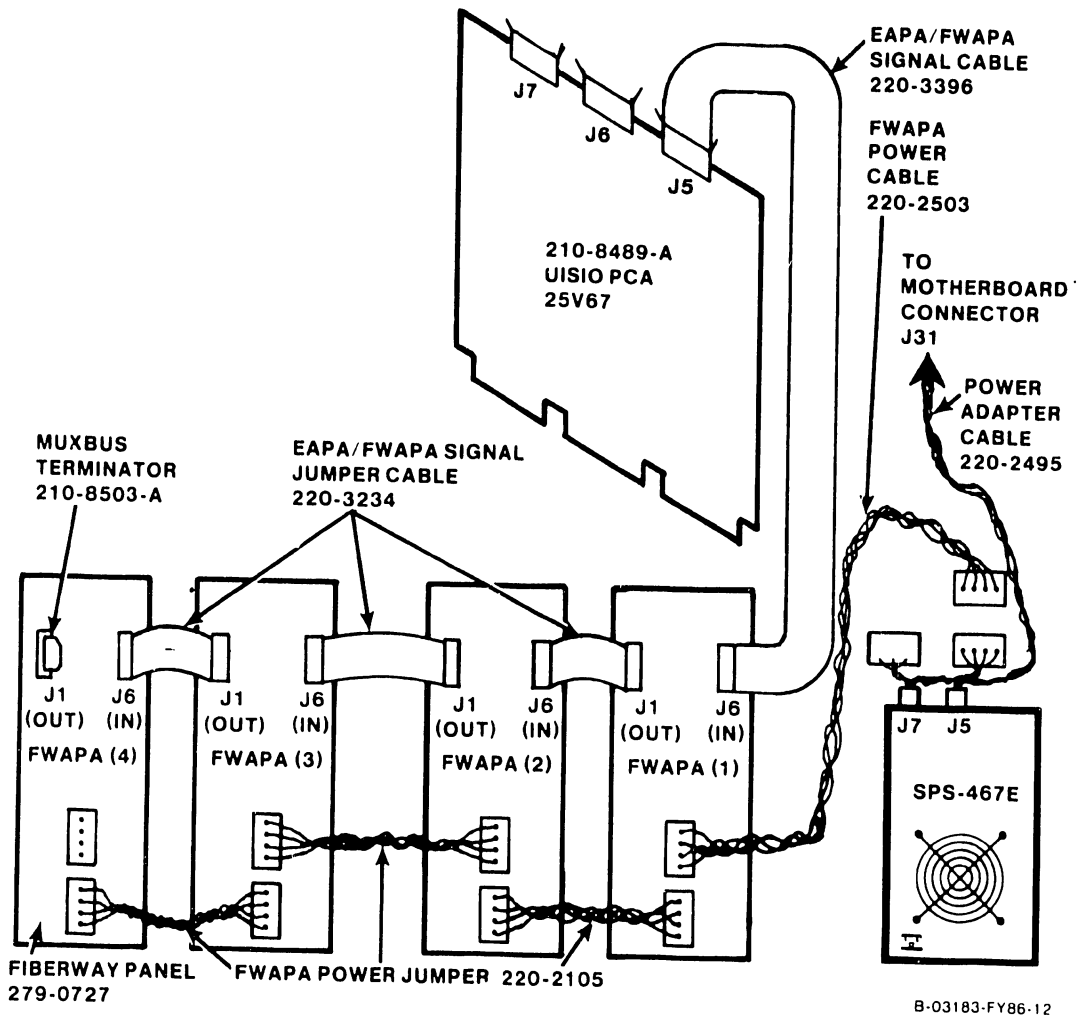 EAPA/FWAPA
SIGNAL CABLE
220-3396
J7
J6
J5
FWAPA
POWER
CABLE
220-2503
210-8489-A
UISIO PCA
25V67
TO
MOTHERBOARD
CONNECTOR
J31
POWER
ADAPTER
CABLE
220-2495
MUXBUS
TERMINATOR
210-8503-A
EAPA/FWAPA SIGNAL
JUMPER CABLE
220-3234
J1
(OUT)
J6
(IN)
FWAPA (4)
J1
(OUT)
J6
(IN)
FWAPA (3)
J1
(OUT)
J6
(IN)
FWAPA (2)
J1
(OUT)
J6
(IN)
FWAPA (1)
J7 J5
SPS-467E
FIBERWAY PANEL
279-0727
FWAPA POWER JUMPER 220-2105
B-03183-FY86-12